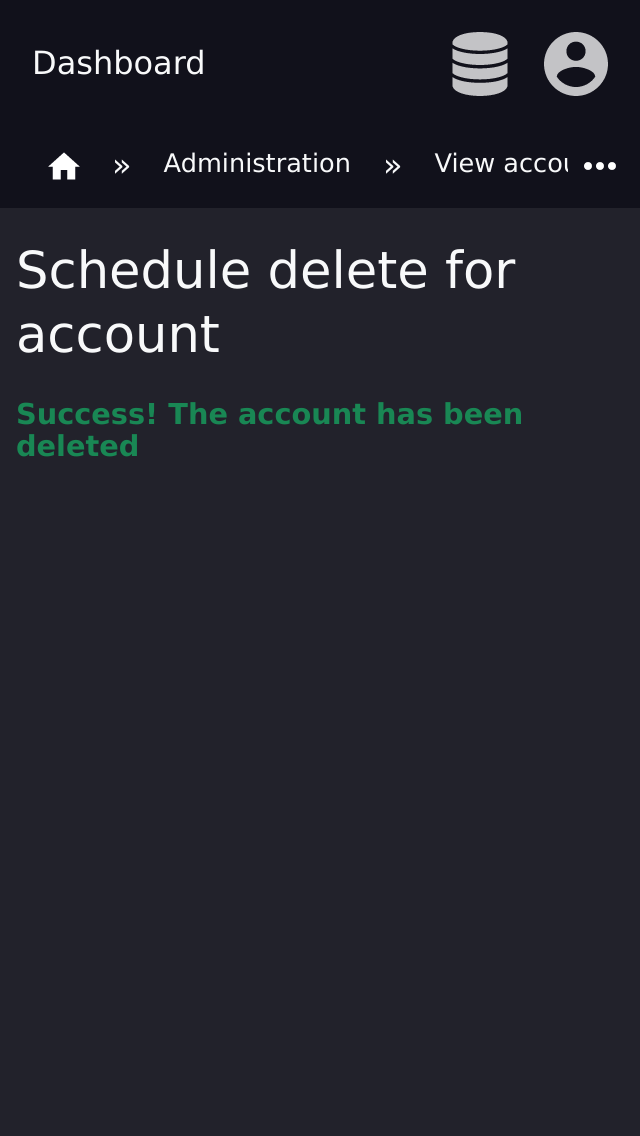 Dashboard
» Administration » View accou
Schedule delete for
account
Success! The account has been
deleted